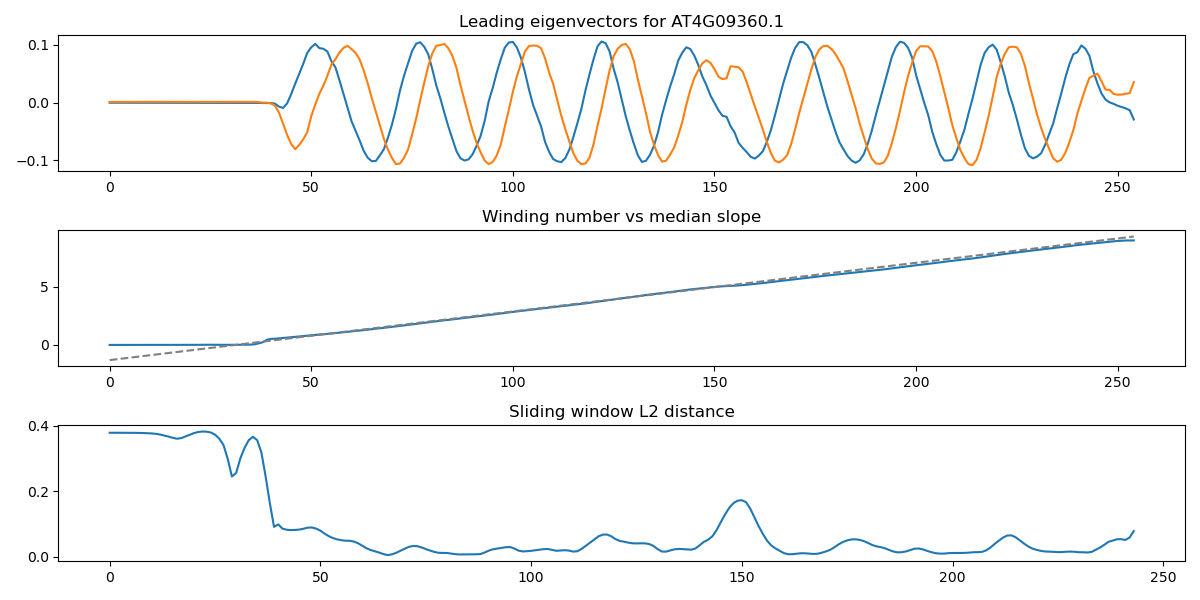 Leading eigenvectors for AT4G09360.1
0.1
0.0
−0.1
0 50 100 150 200 250
Winding number vs median slope
5
0
0 50 100 150 200 250
Sliding window L2 distance
0.4
0.2
0.0
0 50 100 150 200 250